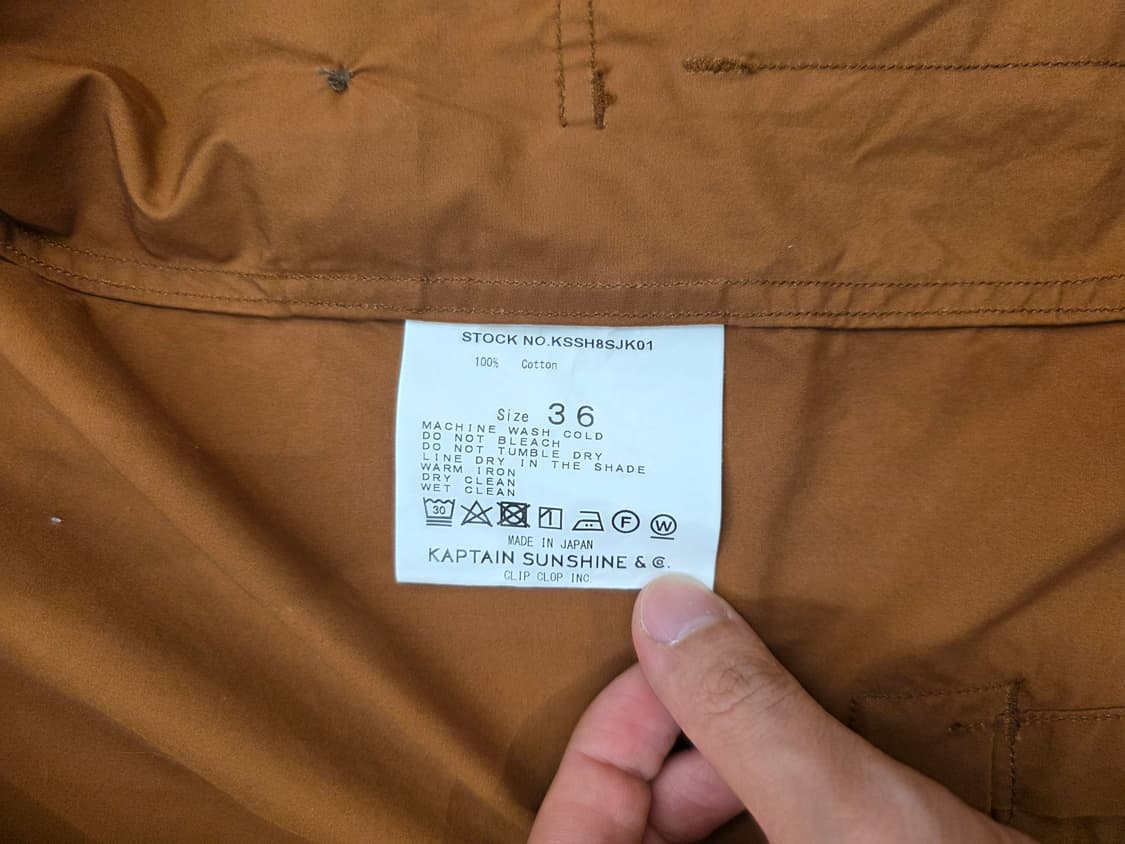 STOCK NO.KSSH8SJK01
100% Cotton
Size 36
MACHINE WASH COLD
DO NOT BLEACH
DO NOT TUMBLE DRY
LINE DRY IN THE SHADE
WARM IRON
DRY CLEAN
WET CLEAN
30 F W
MADE IN JAPAN
KAPTAIN SUNSHINE & Co.
CLIP CLOP INC.